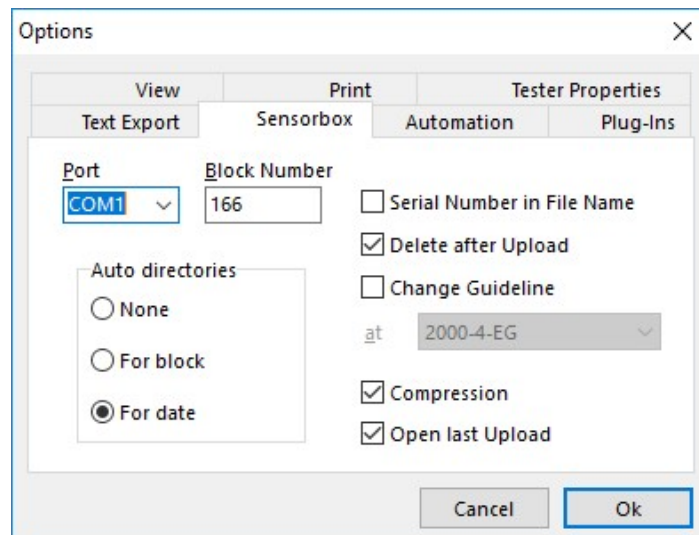 Options
View
Print
Tester Properties
Text Export
Sensorbox
Automation
Plug-Ins
Port
Block Number
COM1
166
Serial Number in File Name
Delete after Upload
Auto directories
Change Guideline
None
at
2000-4-EG
For block
Compression
For date
Open last Upload
Cancel
Ok